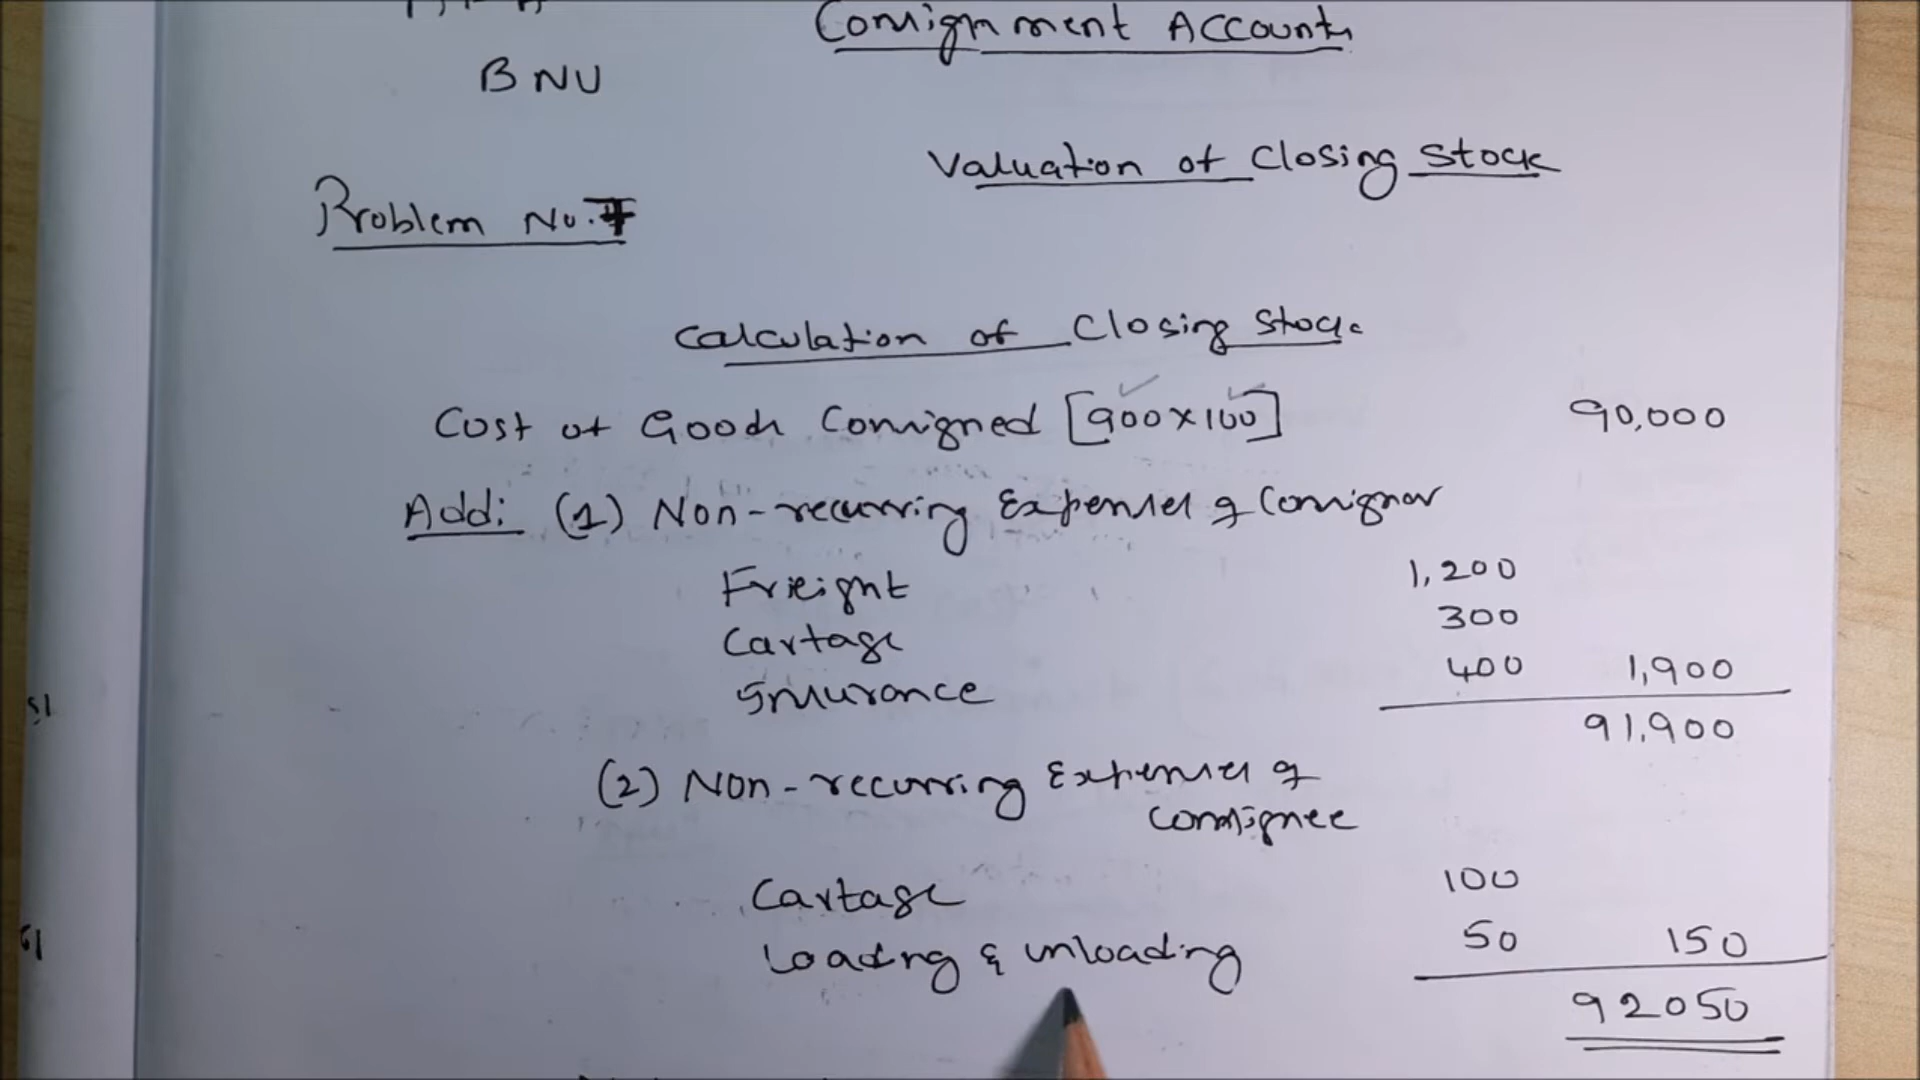 Consignment Accounts
BNU
Valuation of Closing Stock
Problem No. 7
Calculation of Closing Stock
Cost of Goods Consigned [900x100] 90,000
Add: (1) Non-recurring Expenses of Consignor
Freight 1,200
Cartage 300
Insurance 400 1,900
91,900
(2) Non-recurring Expenses of
consignee
Cartage 100
Loading & unloading 50 150
92050